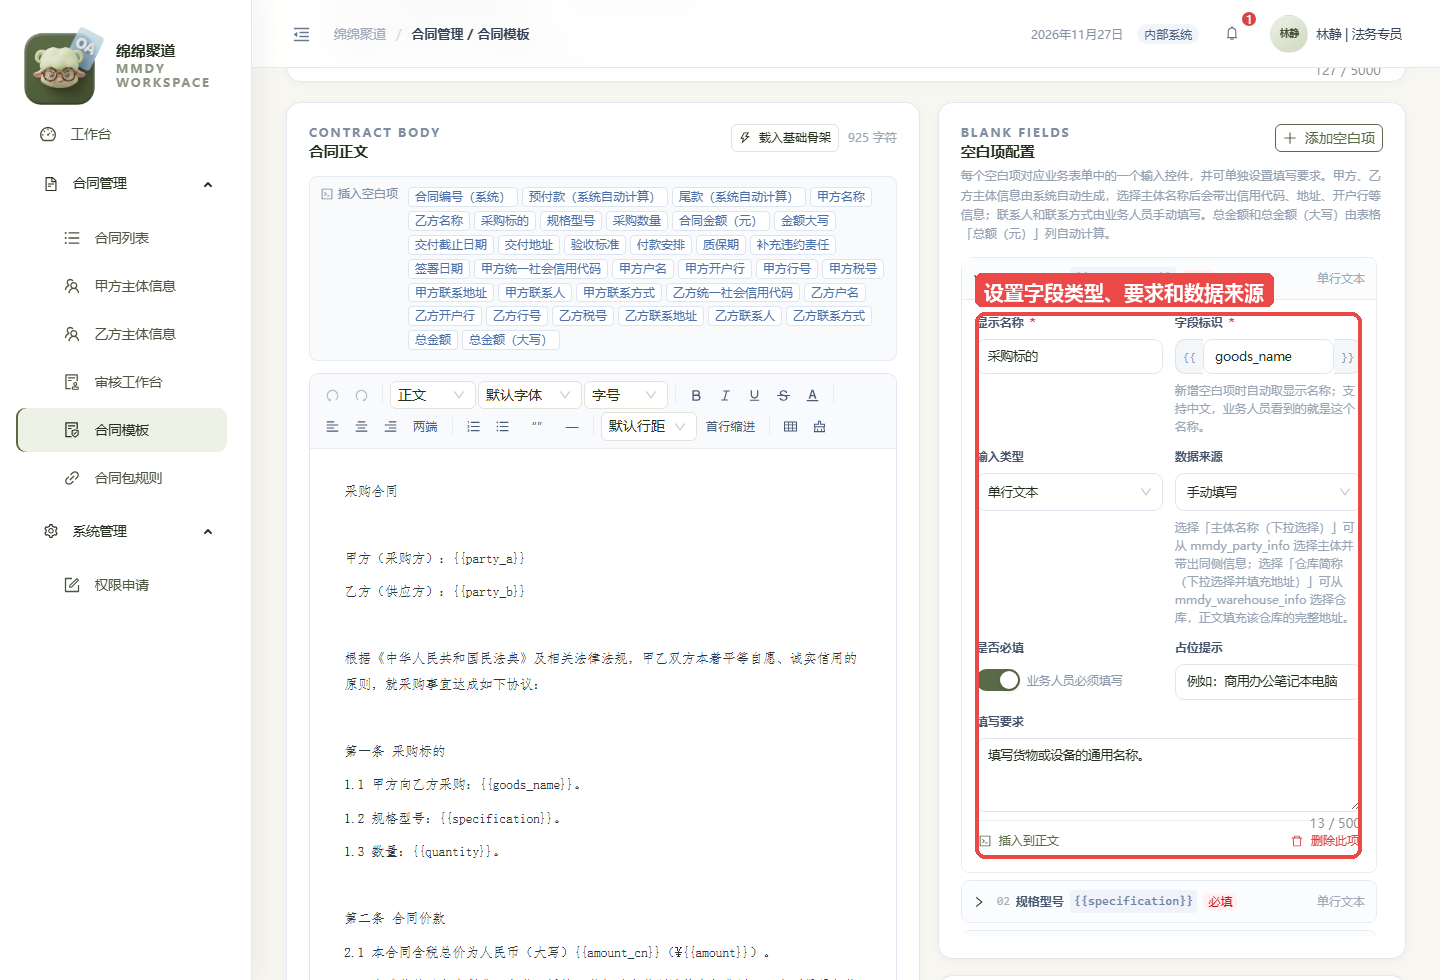 绵绵聚道
MMDY
WORKSPACE
工作台
合同管理
合同列表
甲方主体信息
乙方主体信息
审核工作台
合同模板
合同包规则
系统管理
权限申请
绵绵聚道 / 合同管理 / 合同模板
2026年11月27日
内部系统
1
林静
林静 | 法务专员
127 / 5000
CONTRACT BODY
合同正文
载入基础骨架
925 字符
插入空白项
合同编号（系统） 预付款（系统自动计算） 尾款（系统自动计算） 甲方名称
乙方名称 采购标的 规格型号 采购数量 合同金额（元） 金额大写
交付截止日期 交付地址 验收标准 付款安排 质保期 补充违约责任
签署日期 甲方统一社会信用代码 甲方户名 甲方开户行 甲方行号 甲方税号
甲方联系地址 甲方联系人 甲方联系方式 乙方统一社会信用代码 乙方户名
乙方开户行 乙方行号 乙方税号 乙方联系地址 乙方联系人 乙方联系方式
总金额 总金额（大写）
正文 默认字体 字号 B I U S A
两端 “” — 默认行距 首行缩进
采购合同
甲方（采购方）：{{party_a}}
乙方（供应方）：{{party_b}}
根据《中华人民共和国民法典》及相关法律法规，甲乙双方本着平等自愿、诚实信用的
原则，就采购事宜达成如下协议：
第一条 采购标的
1.1 甲方向乙方采购：{{goods_name}}。
1.2 规格型号：{{specification}}。
1.3 数量：{{quantity}}。
第二条 合同价款
2.1 本合同含税总价为人民币（大写）{{amount_cn}}（¥{{amount}}）。
BLANK FIELDS
空白项配置
添加空白项
每个空白项对应业务表单中的一个输入控件，并可单独设置填写要求。甲方、乙
方主体信息由系统自动生成，选择主体名称后会带出信用代码、地址、开户行等
信息；联系人和联系方式由业务人员手动填写。总金额和总金额（大写）由表格
「总额（元）」列自动计算。
单行文本
设置字段类型、要求和数据来源
显示名称 *
字段标识 *
采购标的
{{ goods_name }}
新增空白项时自动取显示名称；支
持中文，业务人员看到的就是这个
名称。
输入类型
数据来源
单行文本
手动填写
选择「主体名称（下拉选择）」可
从 mmdy_party_info 选择主体并
带出同侧信息；选择「仓库简称
（下拉选择并填充地址）」可从
mmdy_warehouse_info 选择仓
库，正文填充该仓库的完整地址。
是否必填
占位提示
业务人员必须填写
例如：商用办公笔记本电脑
填写要求
填写货物或设备的通用名称。
13 / 500
插入到正文
删除此项
02 规格型号 {{specification}} 必填 单行文本